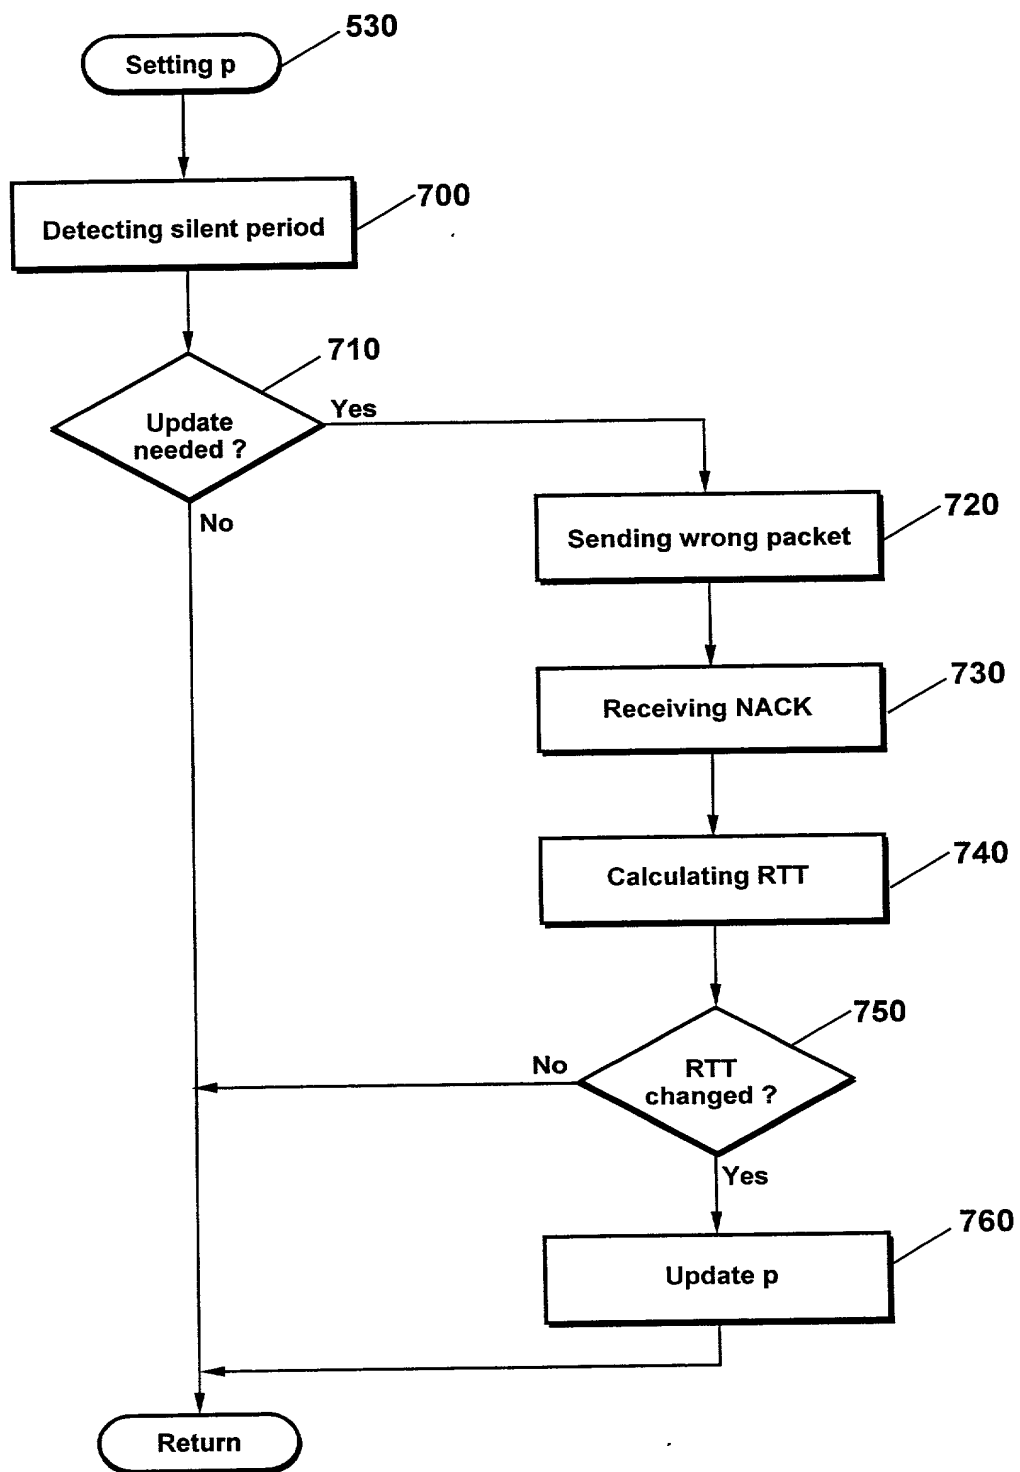 530
Setting p
700
Detecting silent period
710
Update
needed ?
Yes
No
720
Sending wrong packet
730
Receiving NACK
740
Calculating RTT
750
No
RTT
changed ?
Yes
760
Update p
Return